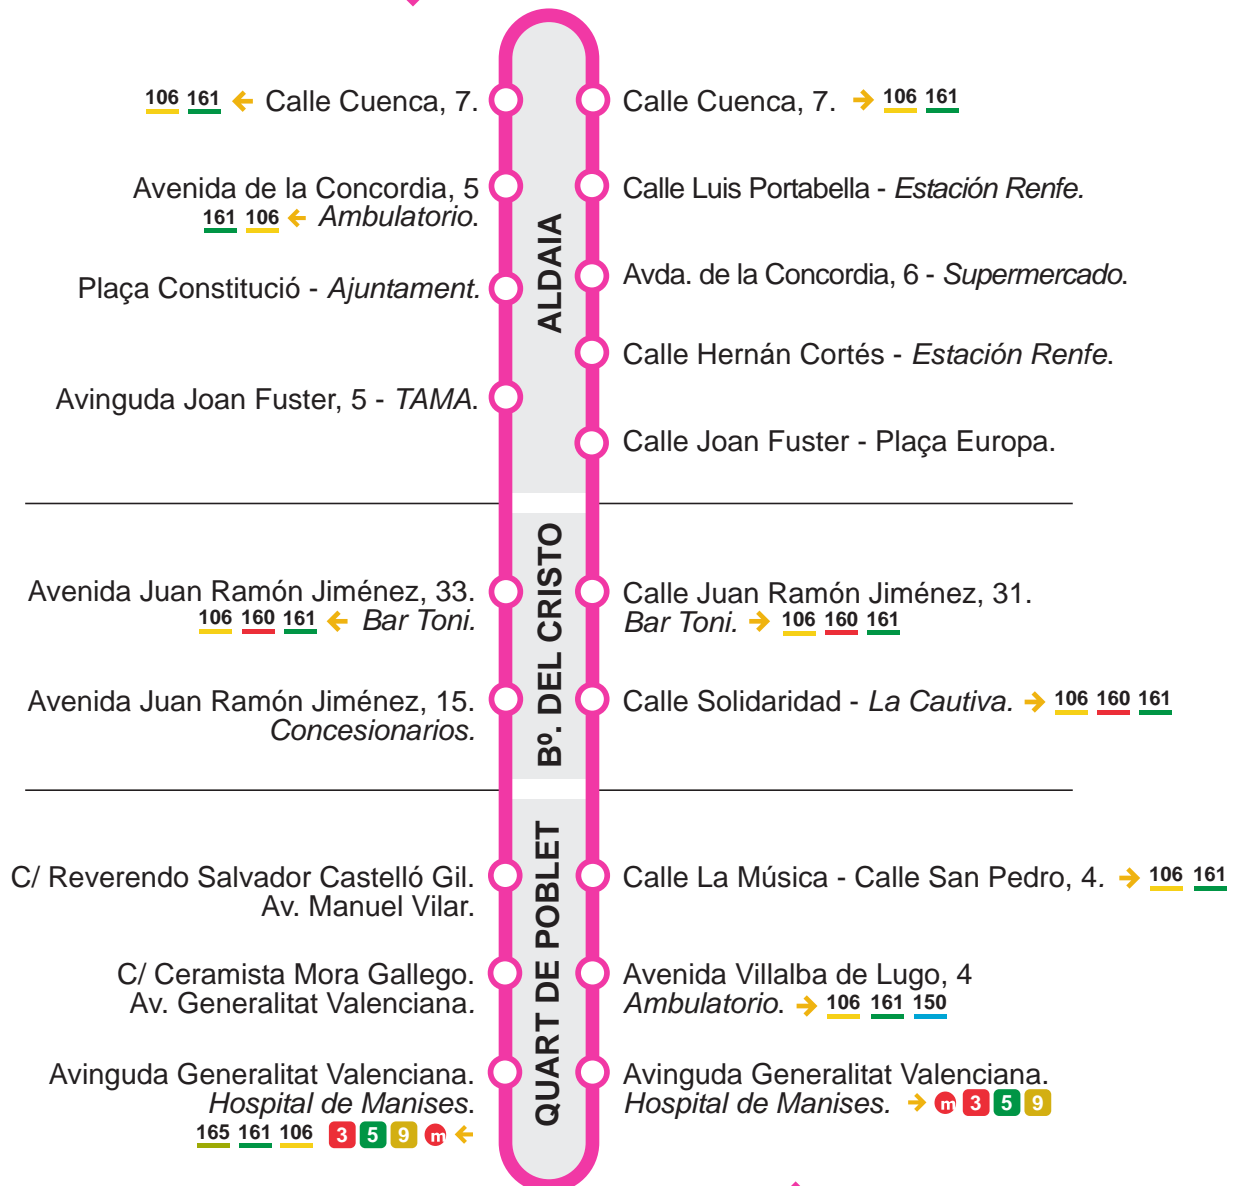 106 161 ← Calle Cuenca, 7.
Calle Cuenca, 7. → 106 161
Avenida de la Concordia, 5
161 106 ← Ambulatorio.
Calle Luis Portabella - Estación Renfe.
Plaça Constitució - Ajuntament.
Avda. de la Concordia, 6 - Supermercado.
Calle Hernán Cortés - Estación Renfe.
Avinguda Joan Fuster, 5 - TAMA.
Calle Joan Fuster - Plaça Europa.
ALDAIA
Avenida Juan Ramón Jiménez, 33.
106 160 161 ← Bar Toni.
Calle Juan Ramón Jiménez, 31.
Bar Toni. → 106 160 161
Avenida Juan Ramón Jiménez, 15.
Concesionarios.
Calle Solidaridad - La Cautiva. → 106 160 161
Bº. DEL CRISTO
C/ Reverendo Salvador Castelló Gil.
Av. Manuel Vilar.
Calle La Música - Calle San Pedro, 4. → 106 161
C/ Ceramista Mora Gallego.
Av. Generalitat Valenciana.
Avenida Villalba de Lugo, 4
Ambulatorio. → 106 161 150
Avinguda Generalitat Valenciana.
Hospital de Manises.
165 161 106 3 5 9 m ←
Avinguda Generalitat Valenciana.
Hospital de Manises. → m 3 5 9
QUART DE POBLET